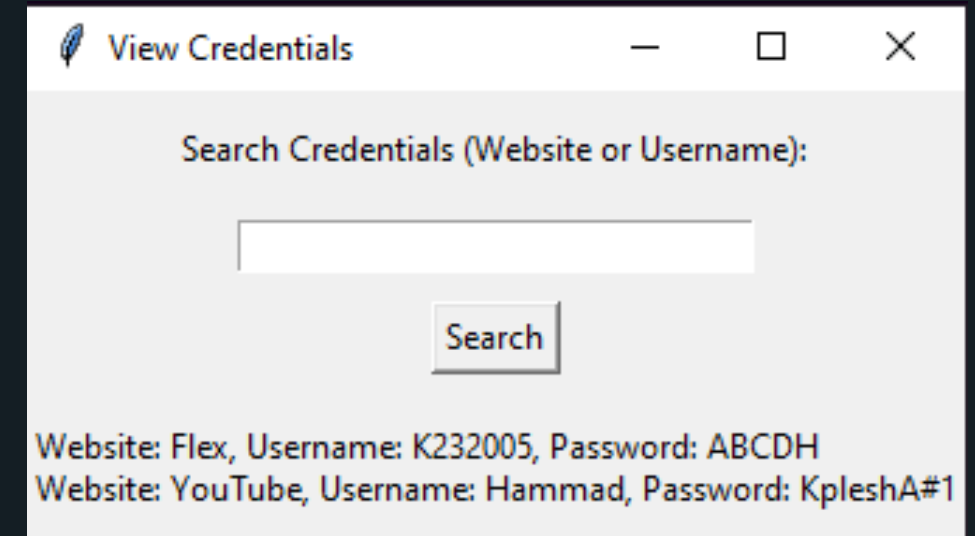 View Credentials
Search Credentials (Website or Username):
Search
Website: Flex, Username: K232005, Password: ABCDH
Website: YouTube, Username: Hammad, Password: KpleshA#1